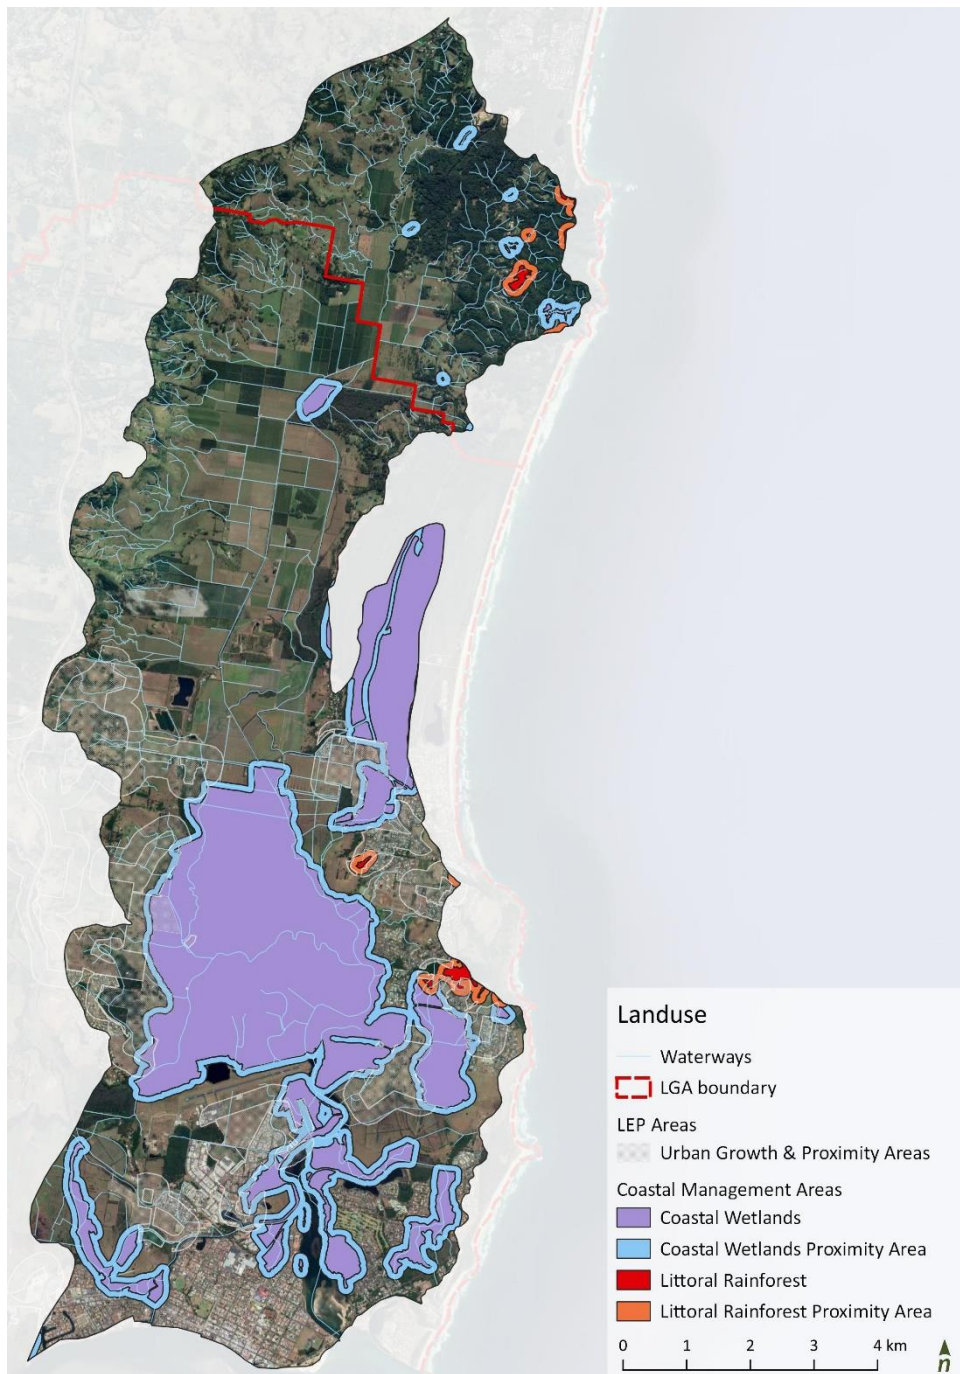 Landuse
Waterways
LGA boundary
LEP Areas
Urban Growth & Proximity Areas
Coastal Management Areas
Coastal Wetlands
Coastal Wetlands Proximity Area
Littoral Rainforest
Littoral Rainforest Proximity Area
0 1 2 3 4 km
n